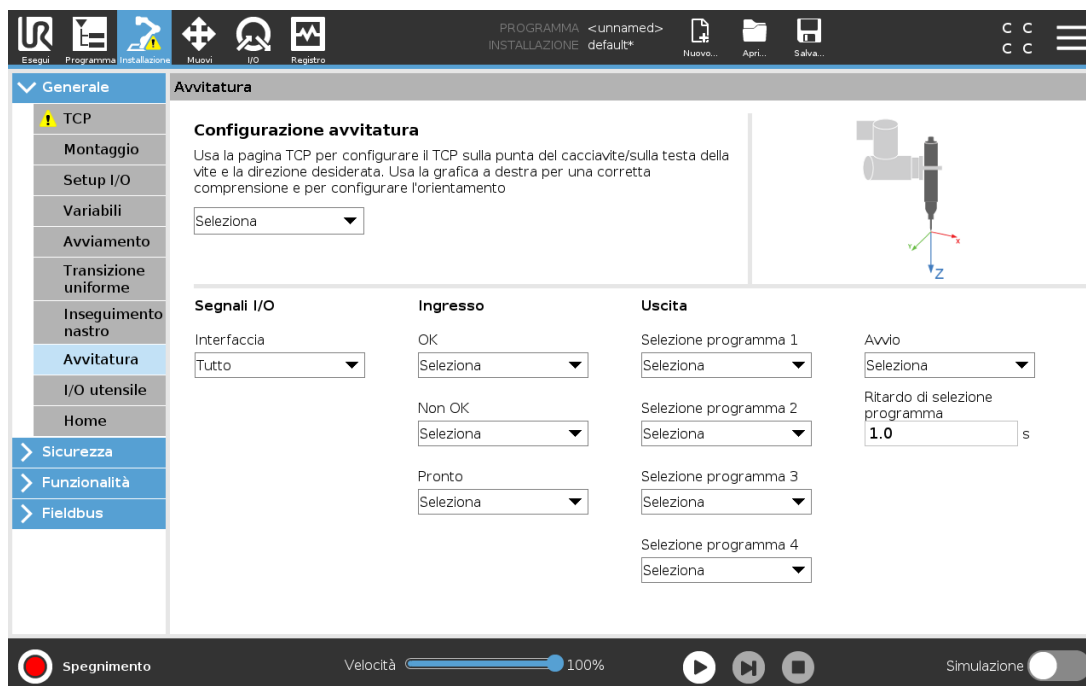 PROGRAMMA <unnamed>
INSTALLAZIONE default*
Esegui
Programma
Installazione
Muovi
I/O
Registro
Nuovo...
Apri...
Salva...
C C
C C
Generale
TCP
Montaggio
Setup I/O
Variabili
Avviamento
Transizione
uniforme
Inseguimento
nastro
Avvitatura
I/O utensile
Home
Sicurezza
Funzionalità
Fieldbus
Avvitatura
Configurazione avvitatura
Usa la pagina TCP per configurare il TCP sulla punta del cacciavite/sulla testa della
vite e la direzione desiderata. Usa la grafica a destra per una corretta
comprensione e per configurare l'orientamento
Seleziona
Y
X
Z
Segnali I/O
Interfaccia
Tutto
Ingresso
OK
Seleziona
Non OK
Seleziona
Pronto
Seleziona
Uscita
Selezione programma 1
Seleziona
Selezione programma 2
Seleziona
Selezione programma 3
Seleziona
Selezione programma 4
Seleziona
Avvio
Seleziona
Ritardo di selezione
programma
1.0 s
Spegnimento
Velocità 100%
Simulazione